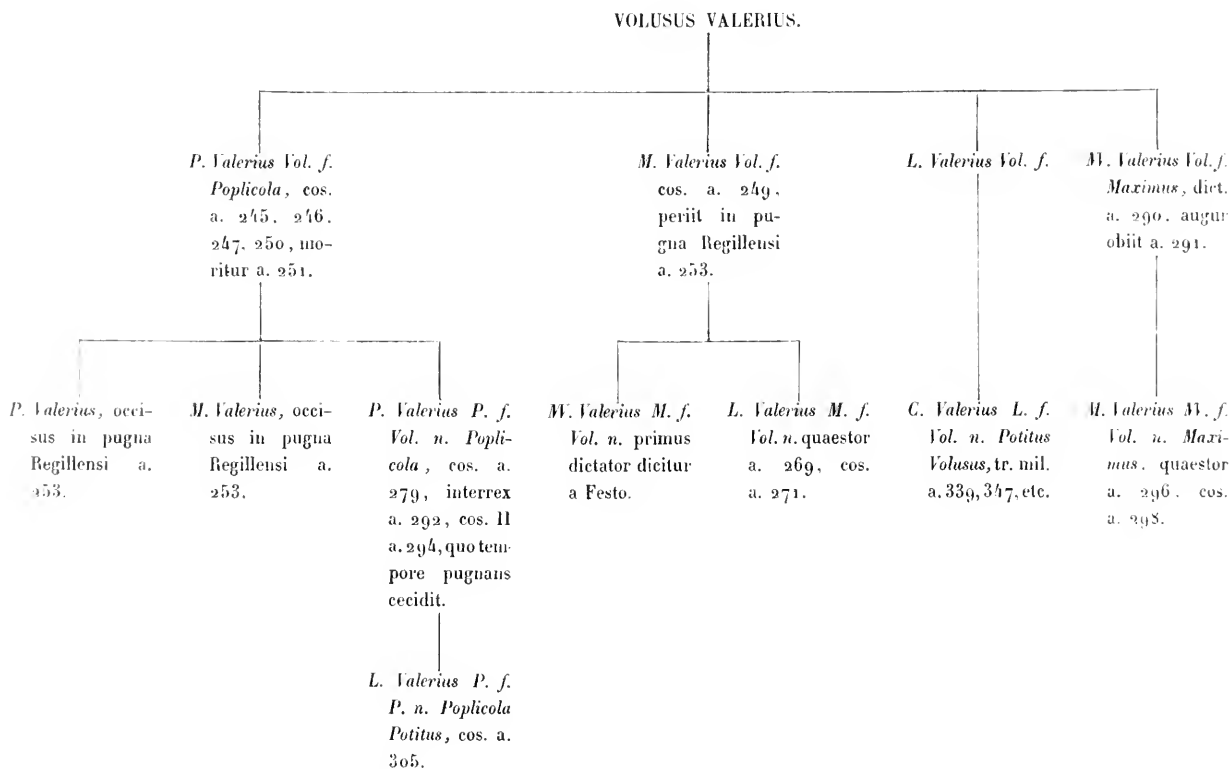 VOLUSUS VALERIUS.
P. Valerius Vol. f.
Poplicola, cos.
a. 245. 246.
247. 250, mo-
ritur a. 251.
M. Valerius Vol. f.
cos. a. 249,
periit in pu-
gna Regillensi
a. 253.
L. Valerius Vol. f.
M'. Valerius Vol. f.
Maximus, dict.
a. 290. augur
obiit a. 291.
P. Valerius, occi-
sus in pugna
Regillensi a.
253.
M. Valerius, occi-
sus in pugna
Regillensi a.
253.
P. Valerius P. f.
Vol. n. Popli-
cola, cos. a.
279, interrex
a. 292, cos. II
a. 294, quo tem-
pore pugnans
cecidit.
M'. Valerius M. f.
Vol. n. primus
dictator dicitur
a Festo.
L. Valerius M. f.
Vol. n. quaestor
a. 269, cos.
a. 271.
C. Valerius L. f.
Vol. n. Potitus
Volusus, tr. mil.
a. 339, 347, etc.
M. Valerius M'. f.
Vol. n. Maxi-
mus. quaestor
a. 296. cos.
a. 298.
L. Valerius P. f.
P. n. Poplicola
Potitus, cos. a.
305.